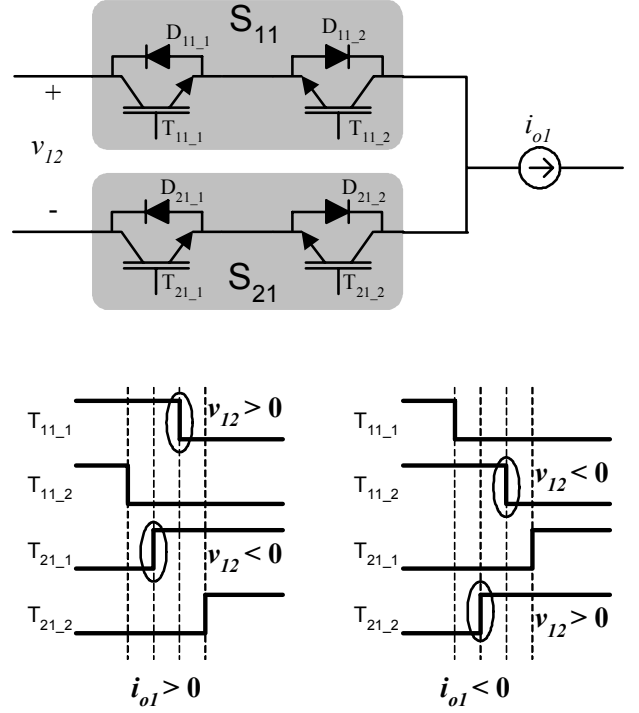 S11
D11_1 D11_2
T11_1 T11_2
+
v12
-
io1
D21_1 D21_2
T21_1 T21_2
S21
T11_1 v12 > 0
T11_2
T21_1 v12 < 0
T21_2
io1 > 0
T11_1
T11_2 v12 < 0
T21_1
T21_2 v12 > 0
io1 < 0